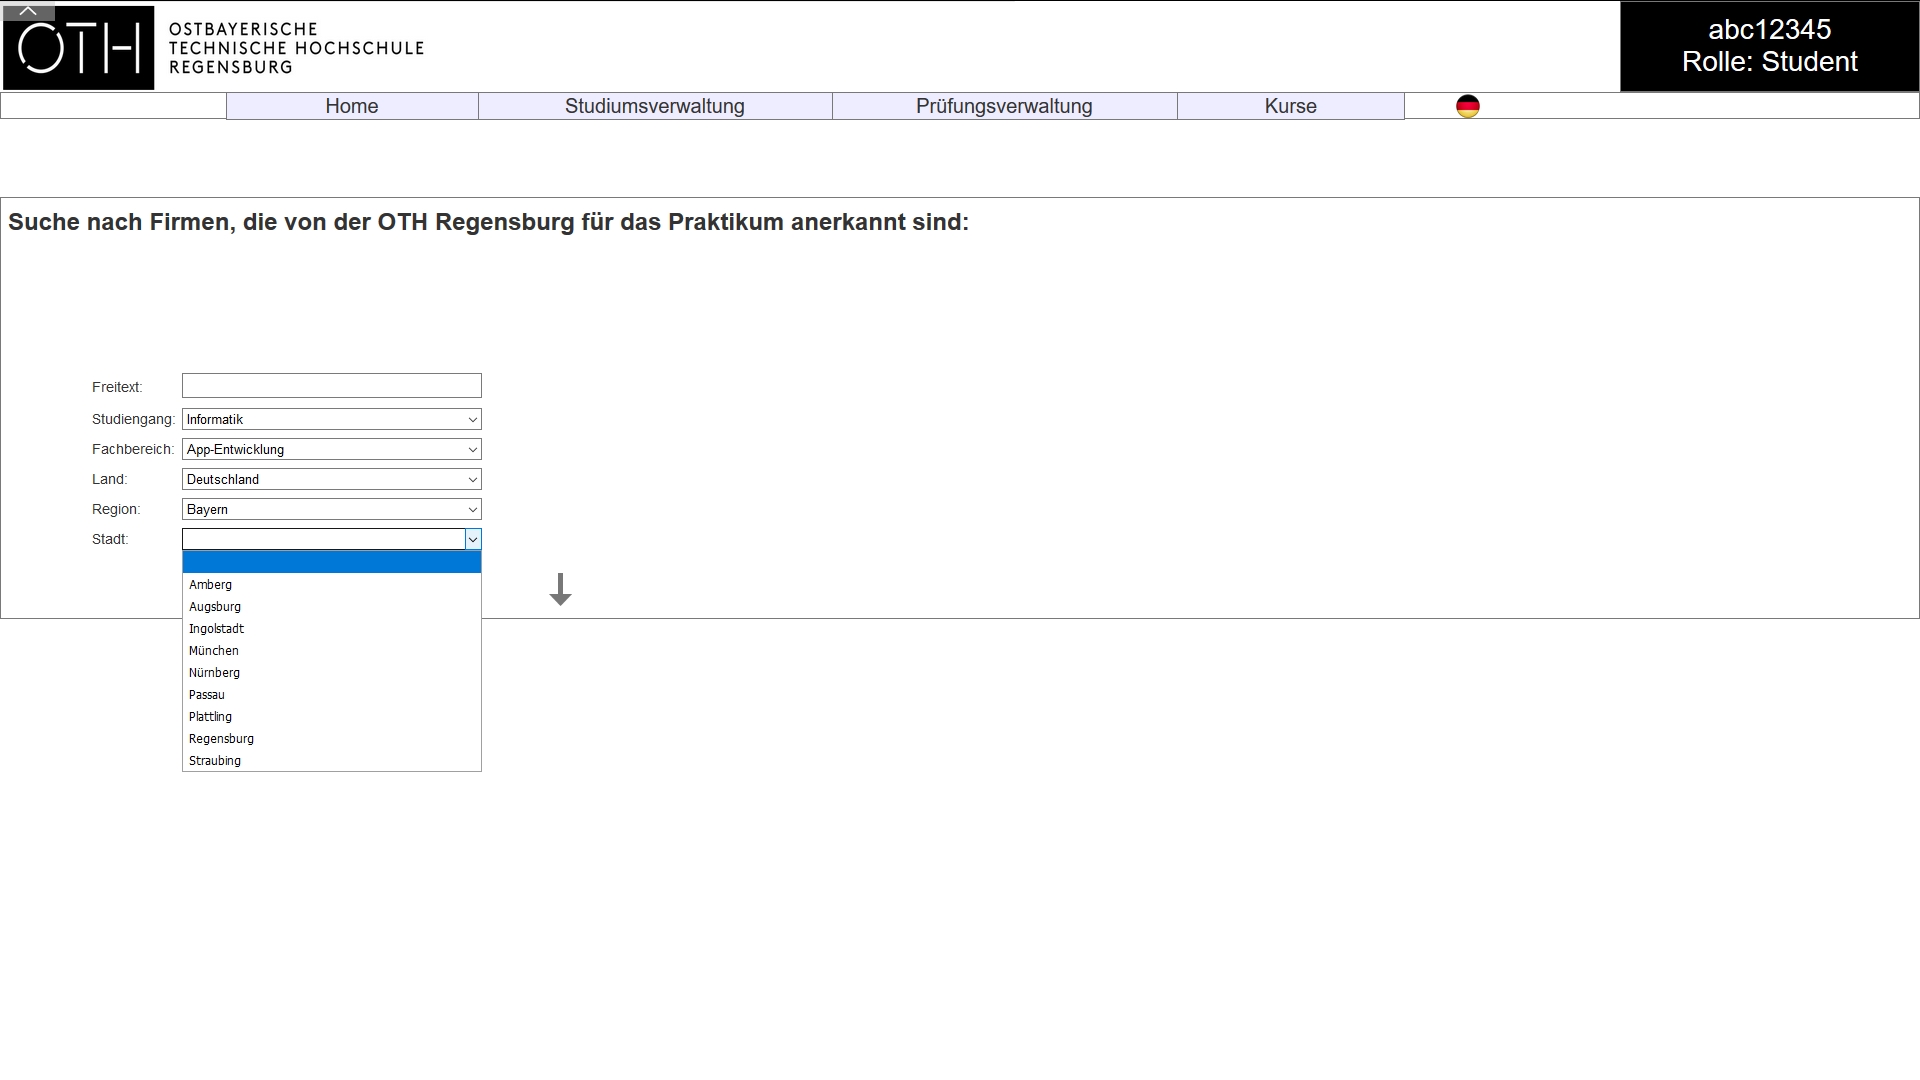 OTH
OSTBAYERISCHE
TECHNISCHE HOCHSCHULE
REGENSBURG
abc12345
Rolle: Student
Home Studiumsverwaltung Prüfungsverwaltung Kurse
Suche nach Firmen, die von der OTH Regensburg für das Praktikum anerkannt sind:
Freitext:
Studiengang: Informatik
Fachbereich: App-Entwicklung
Land: Deutschland
Region: Bayern
Stadt:
Amberg
Augsburg
Ingolstadt
München
Nürnberg
Passau
Plattling
Regensburg
Straubing